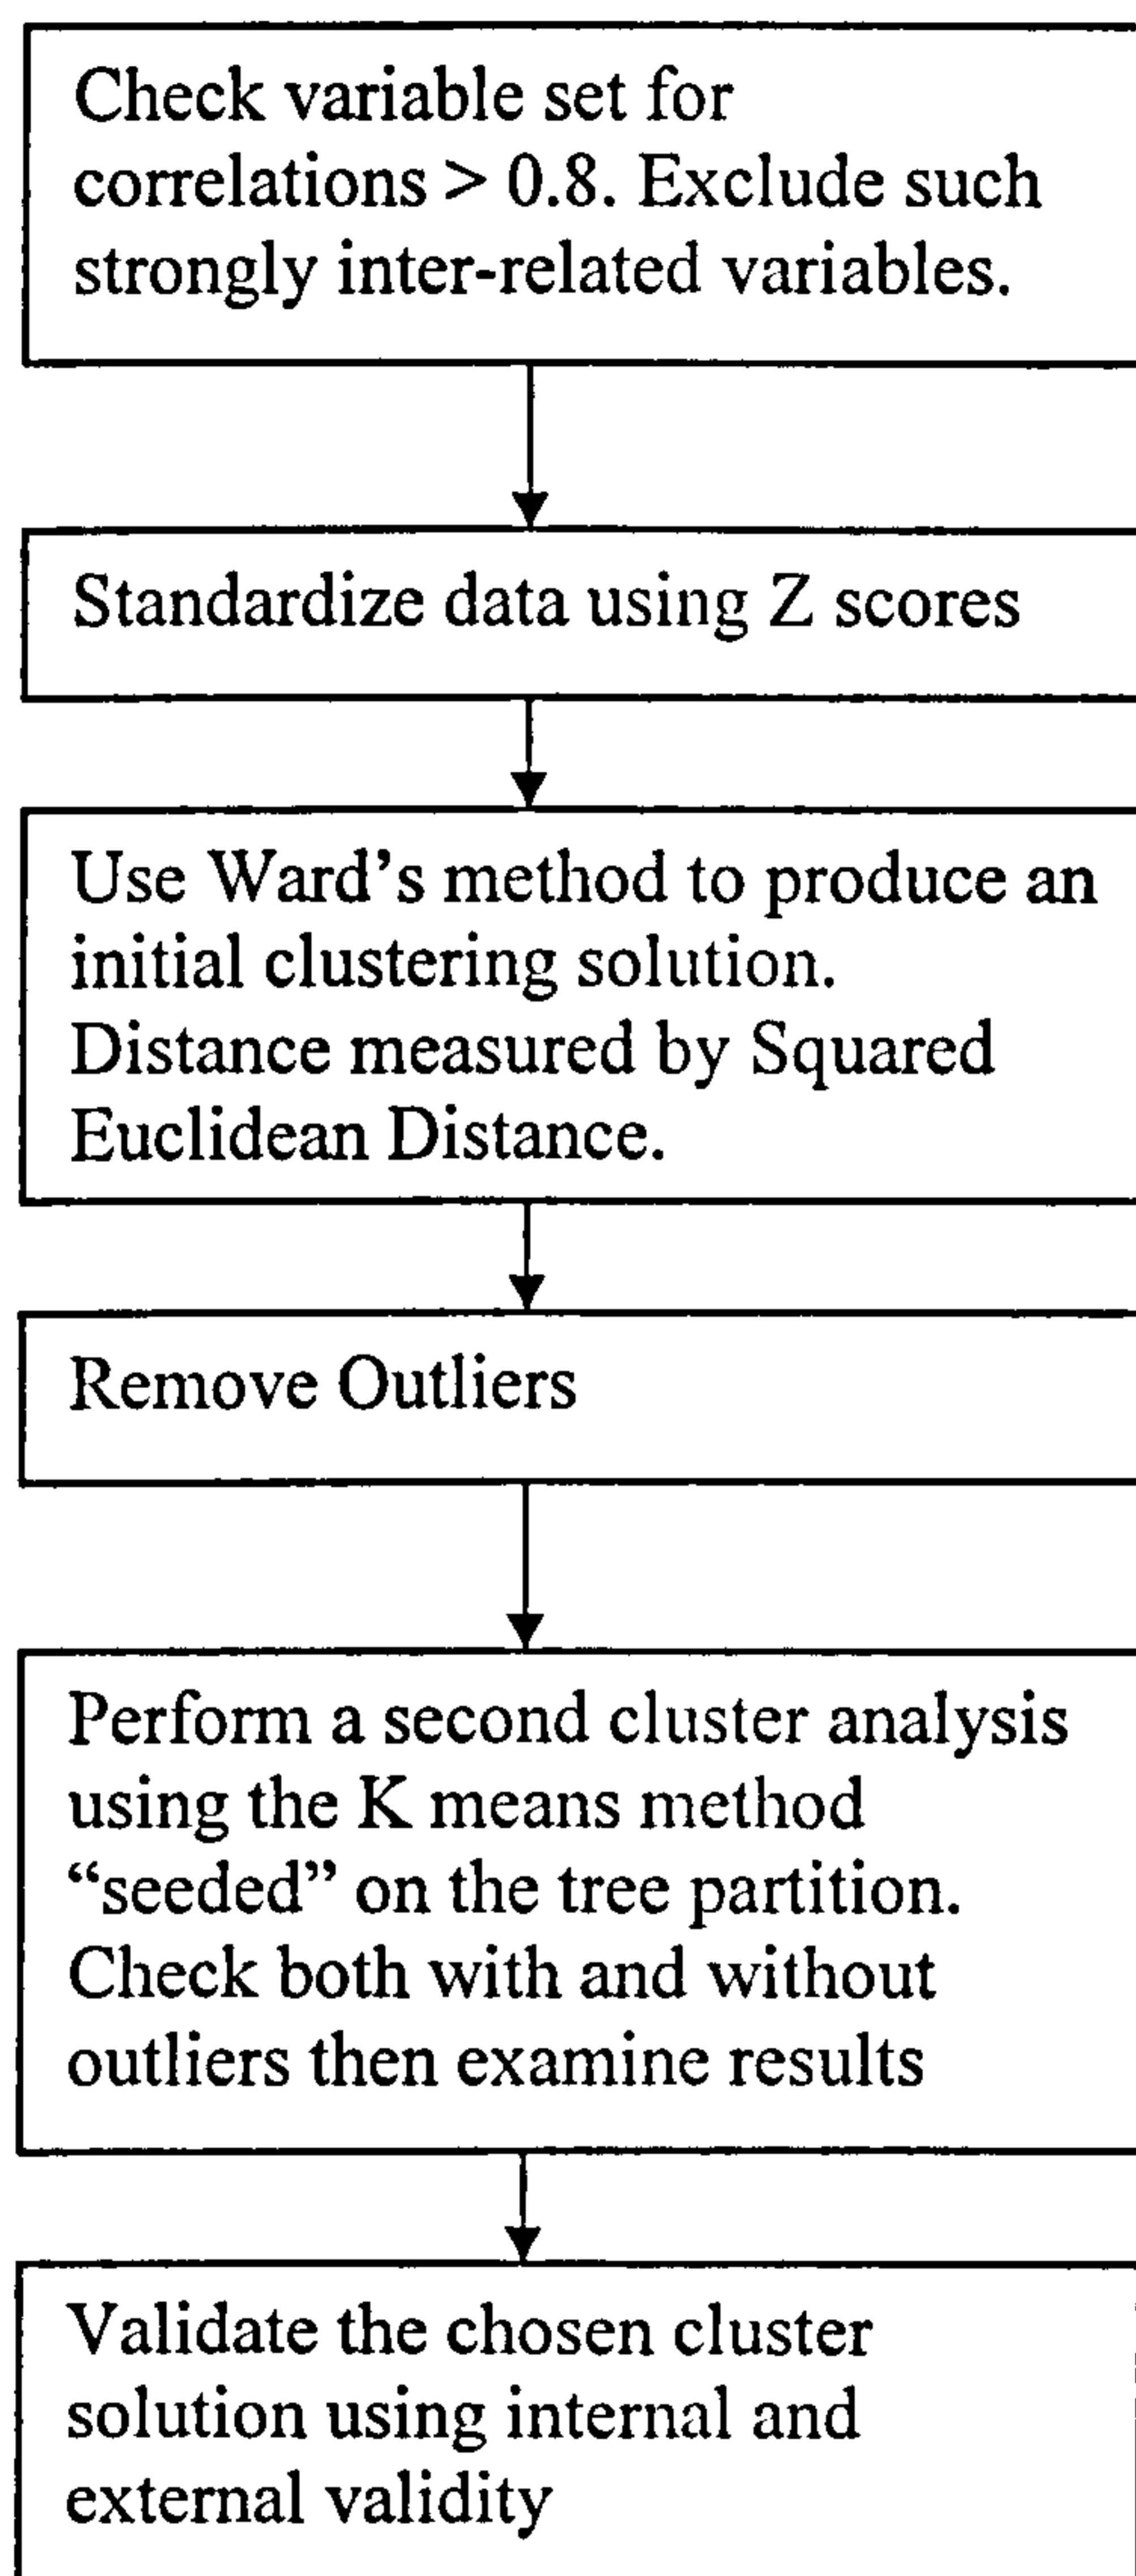 Check variable set for
correlations > 0.8. Exclude such
strongly inter-related variables.
Standardize data using Z scores
Use Ward's method to produce an
initial clustering solution.
Distance measured by Squared
Euclidean Distance.
Remove Outliers
Perform a second cluster analysis
using the K means method
“seeded” on the tree partition.
Check both with and without
outliers then examine results
Validate the chosen cluster
solution using internal and
external validity